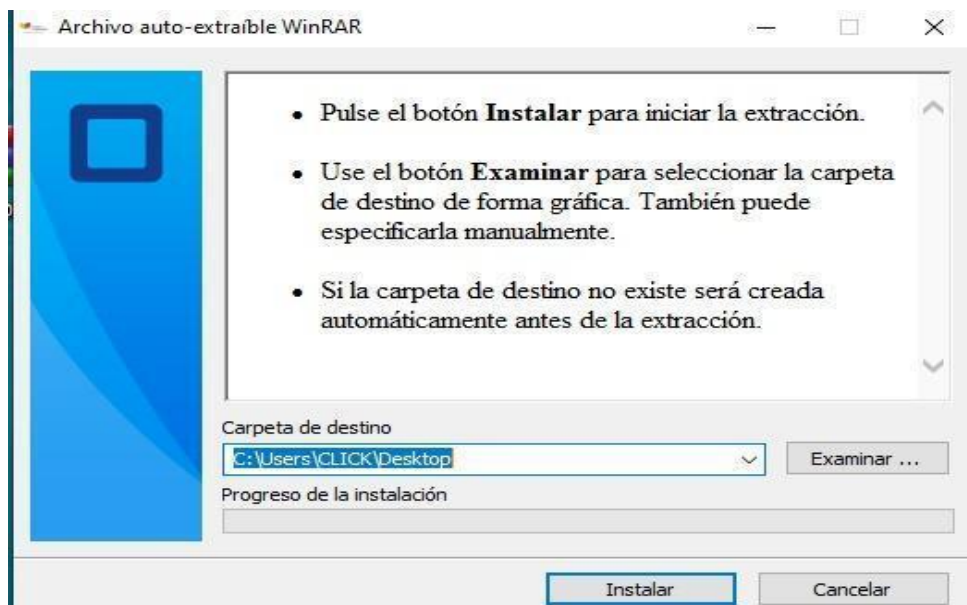 Archivo auto-extraíble WinRAR
• Pulse el botón Instalar para iniciar la extracción.
• Use el botón Examinar para seleccionar la carpeta
de destino de forma gráfica. También puede
especificarla manualmente.
• Si la carpeta de destino no existe será creada
automáticamente antes de la extracción.
Carpeta de destino
C:\Users\CLICK\Desktop
Examinar ...
Progreso de la instalación
Instalar
Cancelar